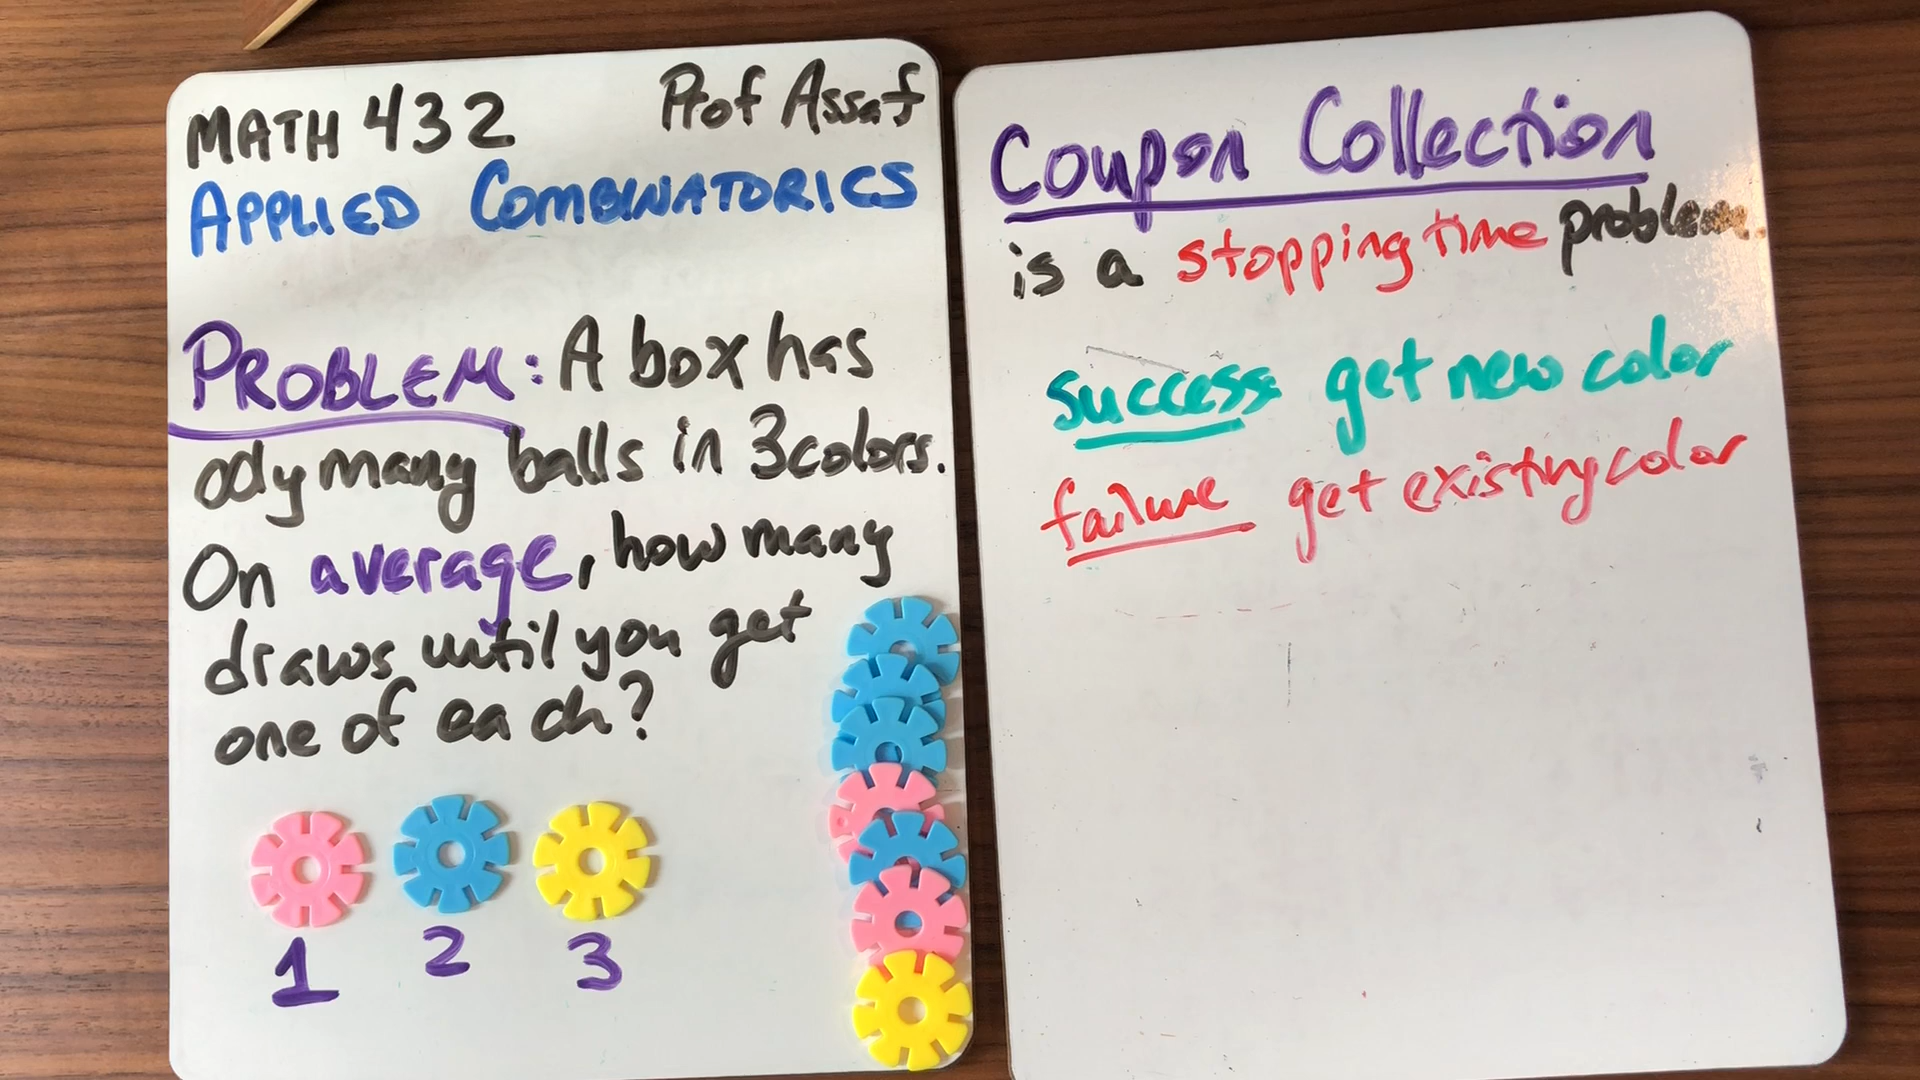 MATH 432 Prof Assaf
APPLIED COMBINATORICS
PROBLEM: A box has
ody many balls in 3 colors.
On average, how many
draws until you get
one of each?
1 2 3
Coupon Collection
is a stopping time problem.
success get new color
failure get existing color